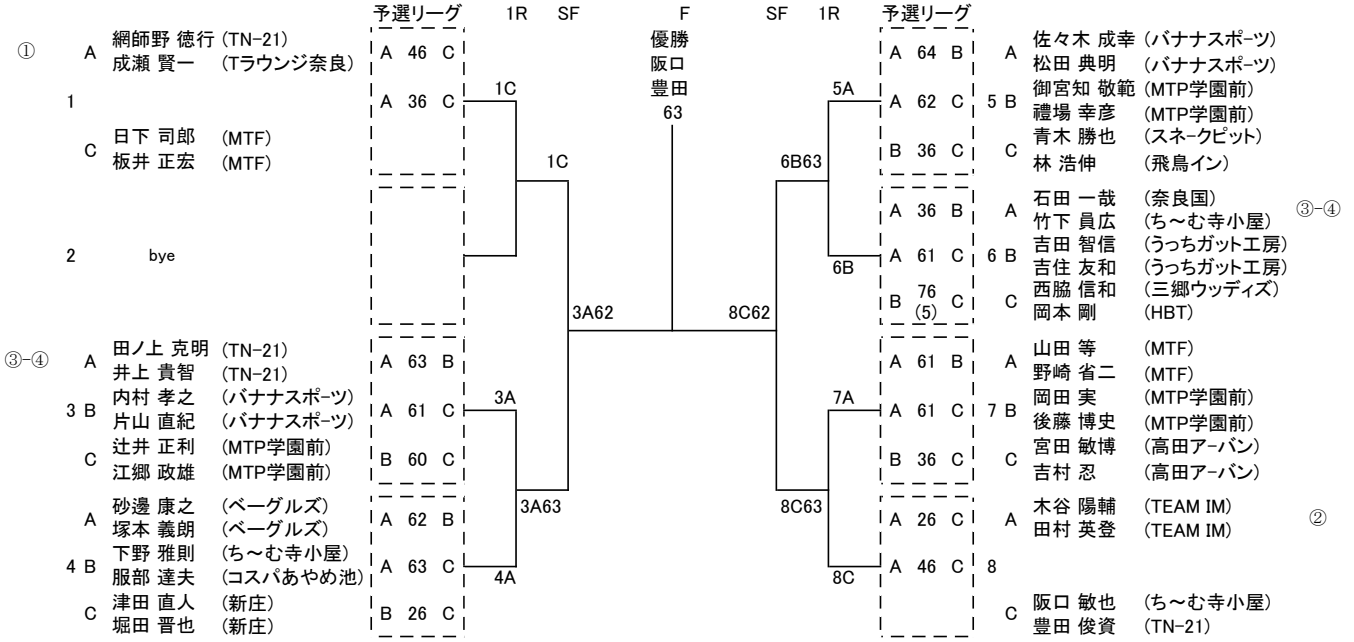 予選リーグ 1R SF F SF 1R 予選リーグ
① A 網師野 徳行 (TN-21)
成瀬 賢一 (Tラウンジ奈良)
A 46 C
1
A 36 C
1C
C 日下 司郎 (MTF)
板井 正宏 (MTF)
1C
2 bye
3A62
③-④ A 田ノ上 克明 (TN-21)
井上 貴智 (TN-21)
A 63 B
3 B 内村 孝之 (バナナスポーツ)
片山 直紀 (バナナスポーツ)
A 61 C
3A
C 辻井 正利 (MTP学園前)
江郷 政雄 (MTP学園前)
B 60 C
3A63
A 砂邊 康之 (ベーグルズ)
塚本 義朗 (ベーグルズ)
A 62 B
4 B 下野 雅則 (ち～む寺小屋)
服部 達夫 (コスパあやめ池)
A 63 C
4A
C 津田 直人 (新庄)
堀田 晋也 (新庄)
B 26 C
優勝
阪口
豊田
63
A 64 B
A 佐々木 成幸 (バナナスポーツ)
松田 典明 (バナナスポーツ)
5A
A 62 C
5 B 御宮知 敬範 (MTP学園前)
禮場 幸彦 (MTP学園前)
6B63
B 36 C
C 青木 勝也 (スネークピット)
林 浩伸 (飛鳥イン)
A 36 B
A 石田 一哉 (奈良国)
竹下 員広 (ち～む寺小屋)
③-④
6B
A 61 C
6 B 吉田 智信 (うっちガット工房)
吉住 友和 (うっちガット工房)
B 76 C
(5)
C 西脇 信和 (三郷ウッディズ)
岡本 剛 (HBT)
8C62
A 61 B
A 山田 等 (MTF)
野崎 省二 (MTF)
7A
A 61 C
7 B 岡田 実 (MTP学園前)
後藤 博史 (MTP学園前)
B 36 C
C 宮田 敏博 (高田アーバン)
吉村 忍 (高田アーバン)
8C63
A 26 C
A 木谷 陽輔 (TEAM IM)
田村 英登 (TEAM IM)
②
8C
A 46 C
8
C 阪口 敏也 (ち～む寺小屋)
豊田 俊資 (TN-21)